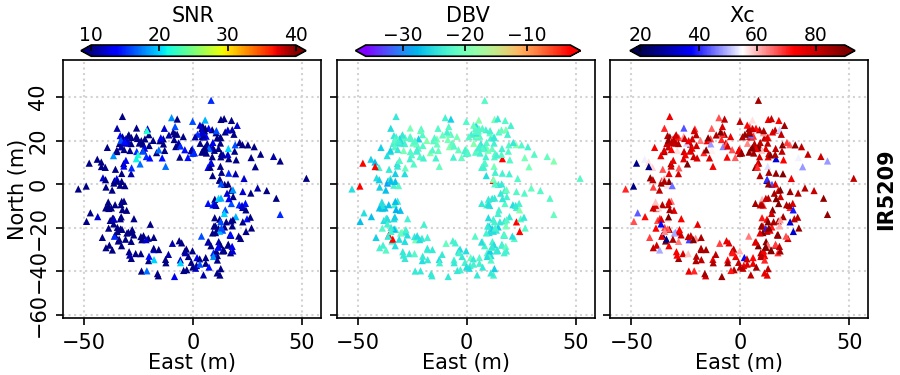 SNR DBV Xc
10 20 30 40 −30 −20 −10 20 40 60 80
40
20
0
−20
−40
−60
North (m)
−50 0 50 −50 0 50 −50 0 50
East (m) East (m) East (m)
IR5209